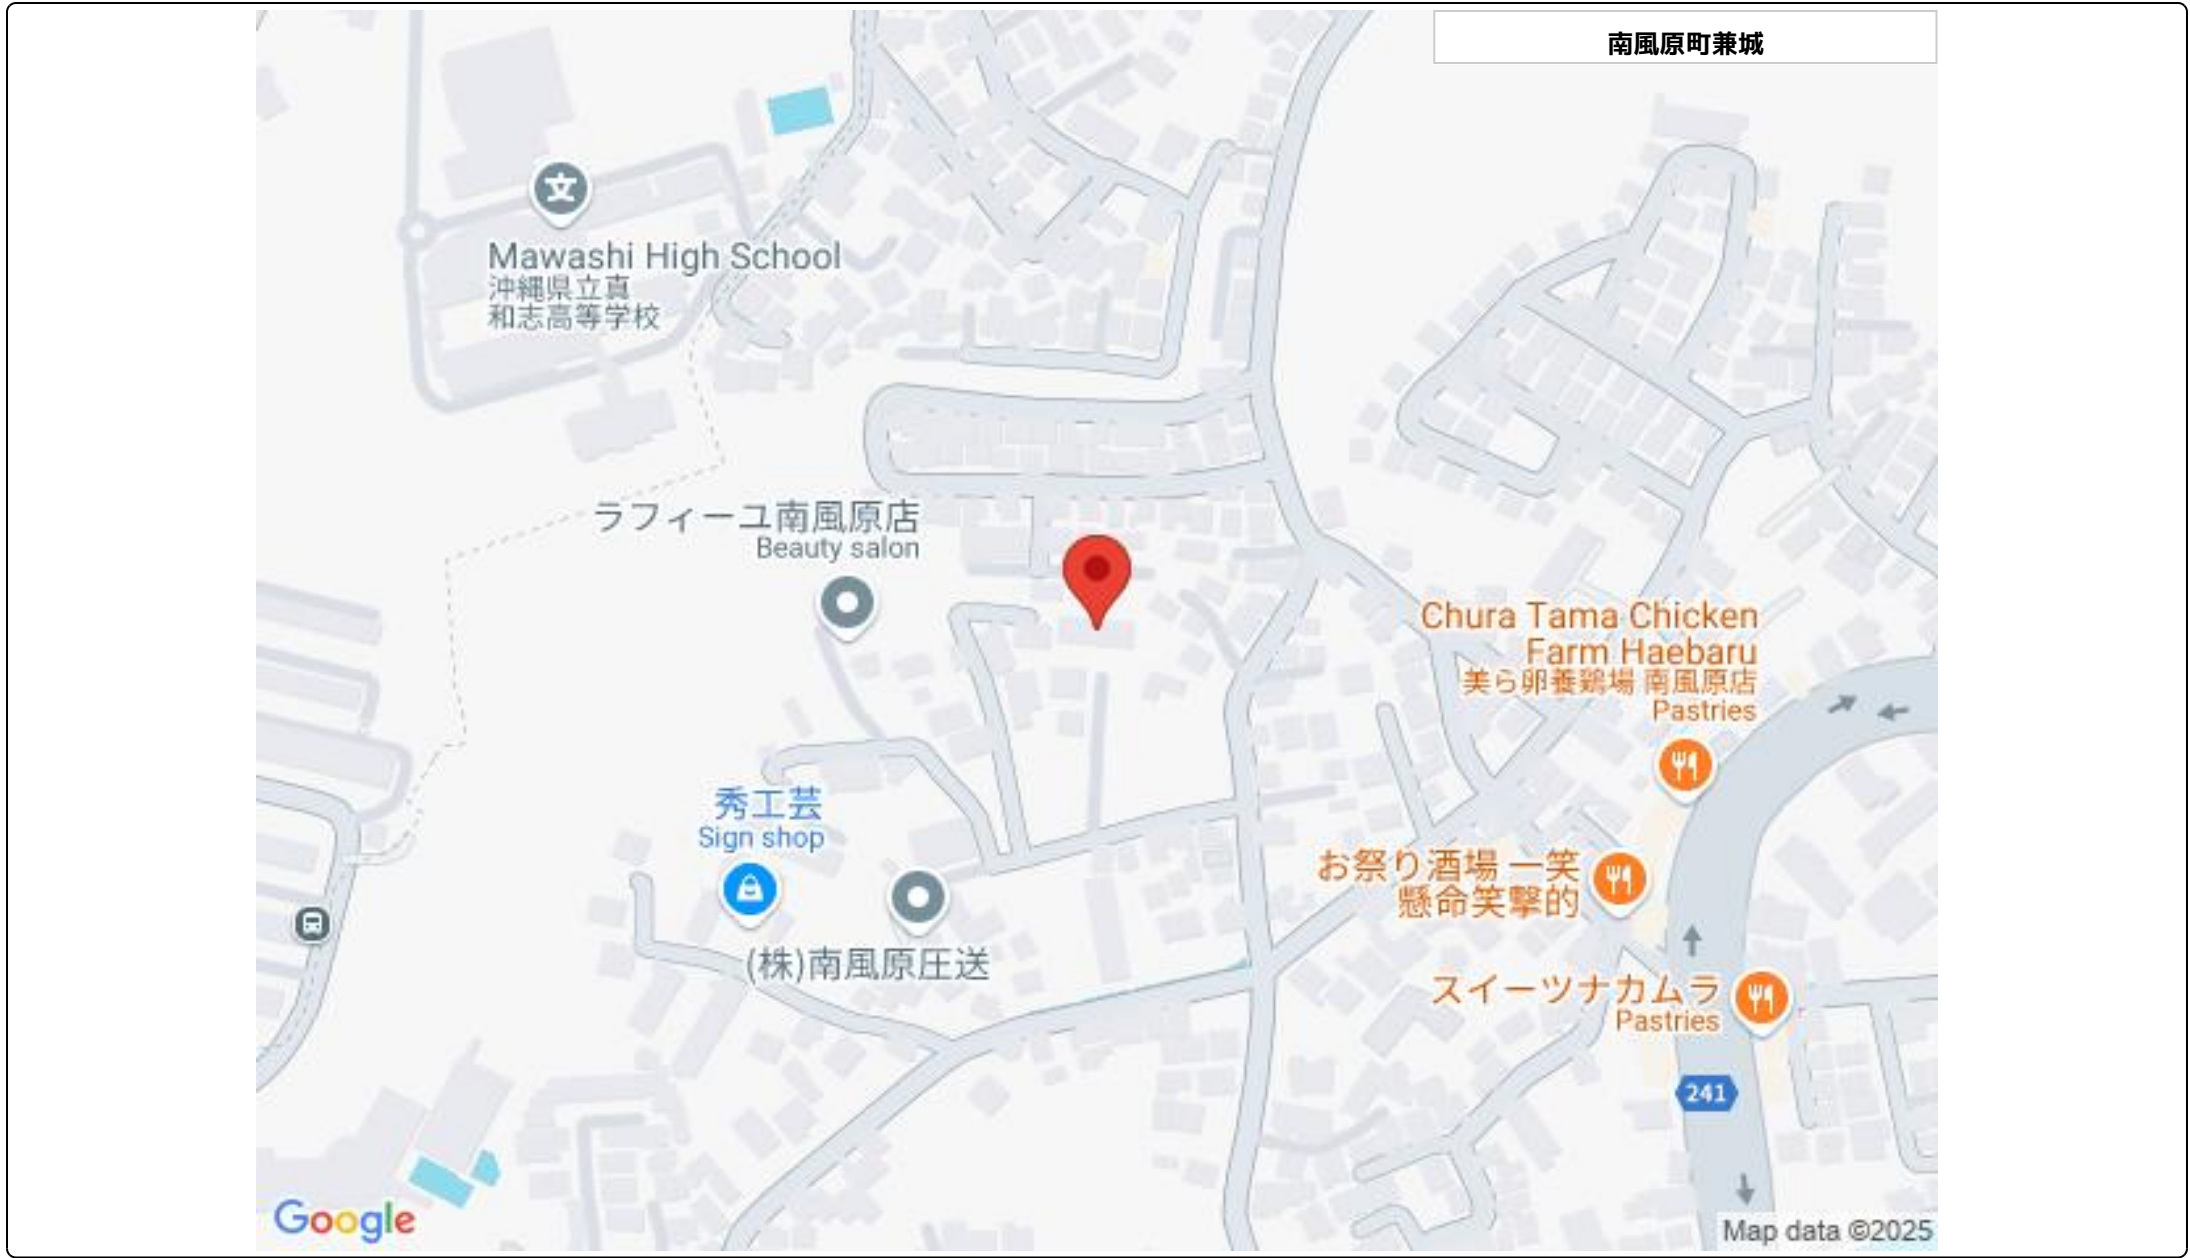 南風原町兼城
文
Mawashi High School
沖縄県立真
和志高等学校
ラフィーユ南風原店
Beauty salon
Chura Tama Chicken
Farm Haebaru
美ら卵養鶏場 南風原店
Pastries
秀工芸
Sign shop
お祭り酒場 一笑
懸命笑撃的
(株)南風原圧送
スイーツナカムラ
Pastries
241
Google
Map data ©2025